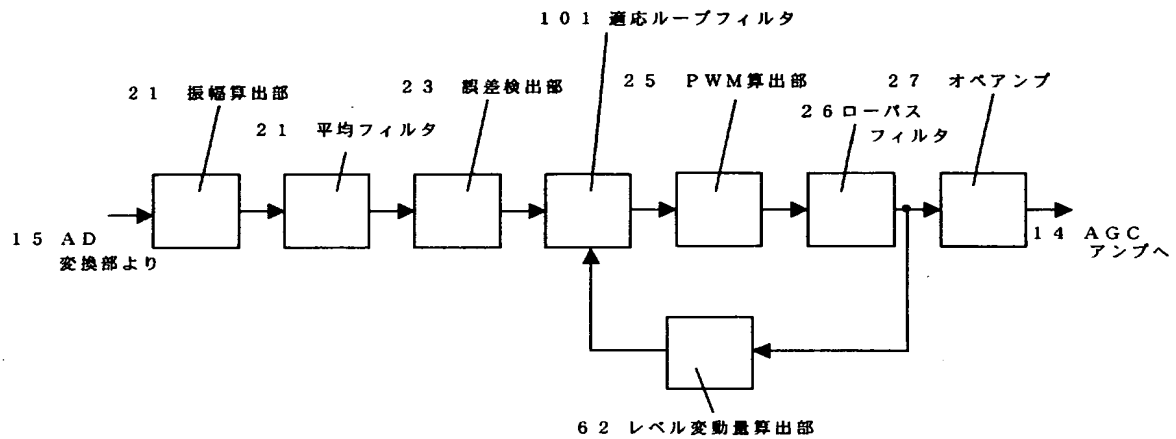 101 適応ループフィルタ
21 振幅算出部
23 誤差検出部
25 PWM算出部
27 オペアンプ
21 平均フィルタ
26ローパス
フィルタ
15 AD
変換部より
14 AGC
アンプへ
62 レベル変動量算出部